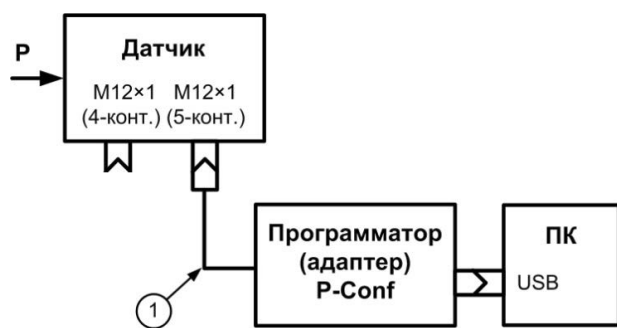 P
Датчик
M12×1 M12×1
(4-конт.) (5-конт.)
Программатор
(адаптер)
P-Conf
ПК
USB
1